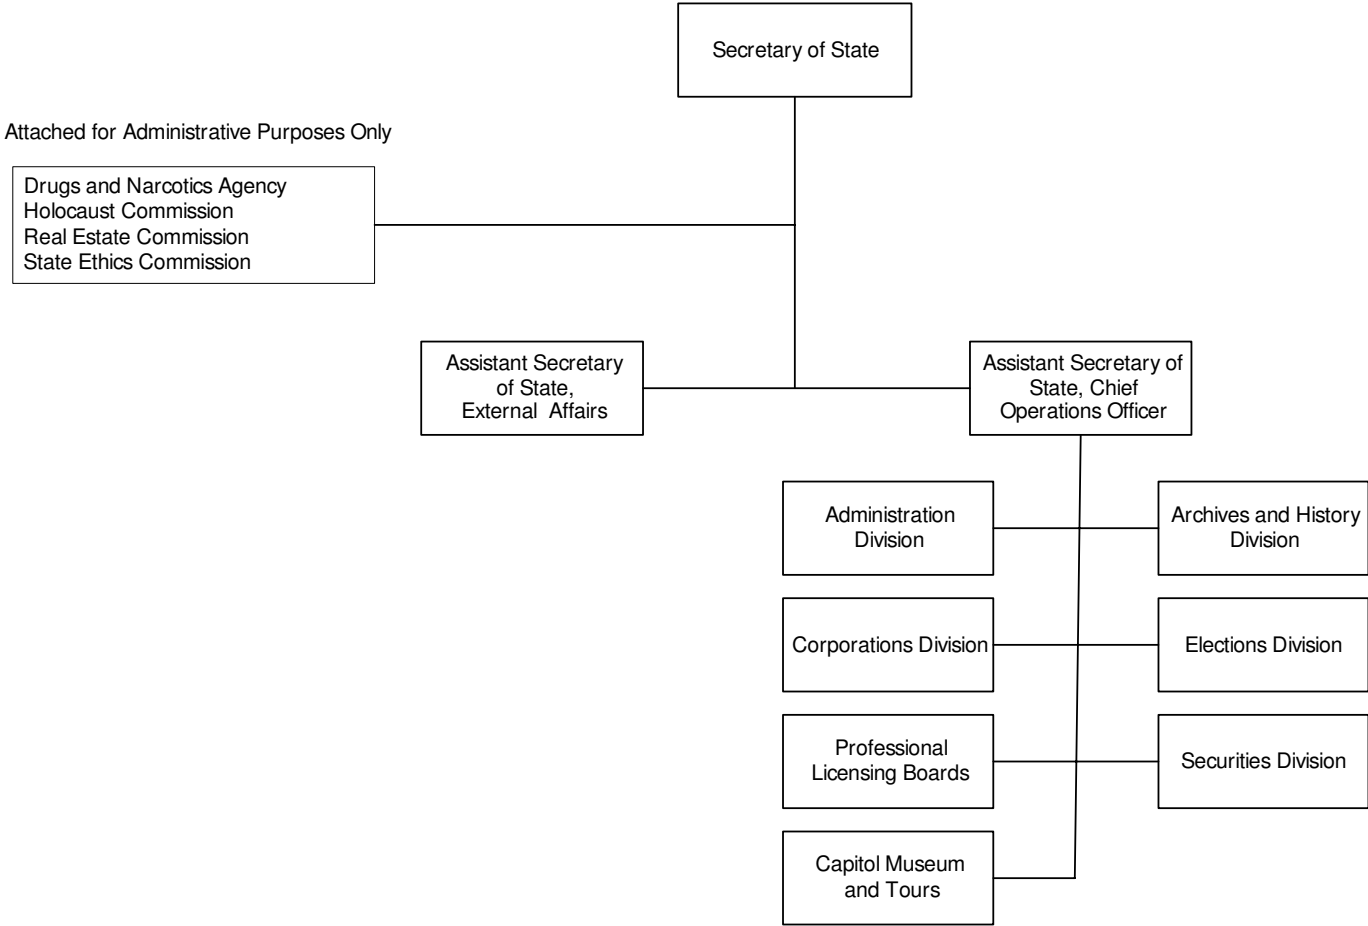 Secretary of State
Attached for Administrative Purposes Only
Drugs and Narcotics Agency
Holocaust Commission
Real Estate Commission
State Ethics Commission
Assistant Secretary
of State,
External  Affairs
Assistant Secretary of
State, Chief
Operations Officer
Administration
Division
Archives and History
Division
Corporations Division
Elections Division
Professional
Licensing Boards
Securities Division
Capitol Museum
and Tours